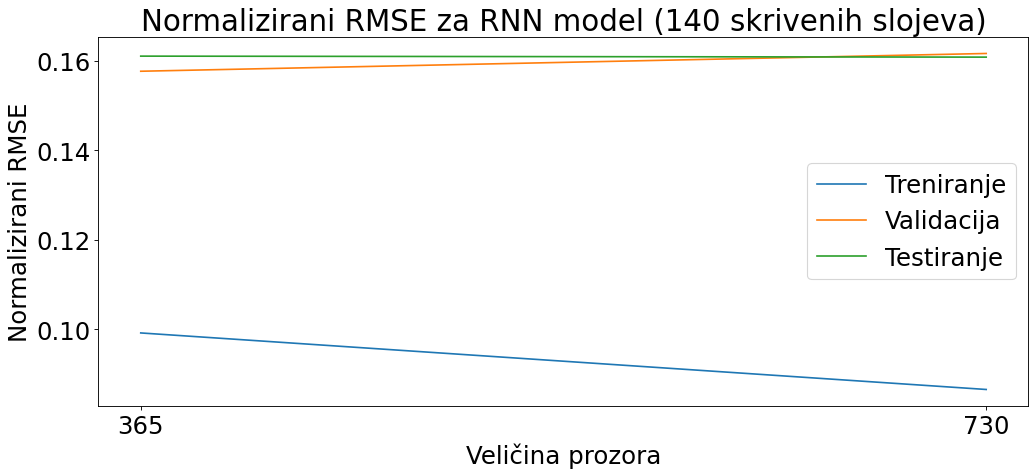 Normalizirani RMSE za RNN model (140 skrivenih slojeva)
Normalizirani RMSE
0.16
0.14
0.12
0.10
Treniranje
Validacija
Testiranje
365
730
Veličina prozora